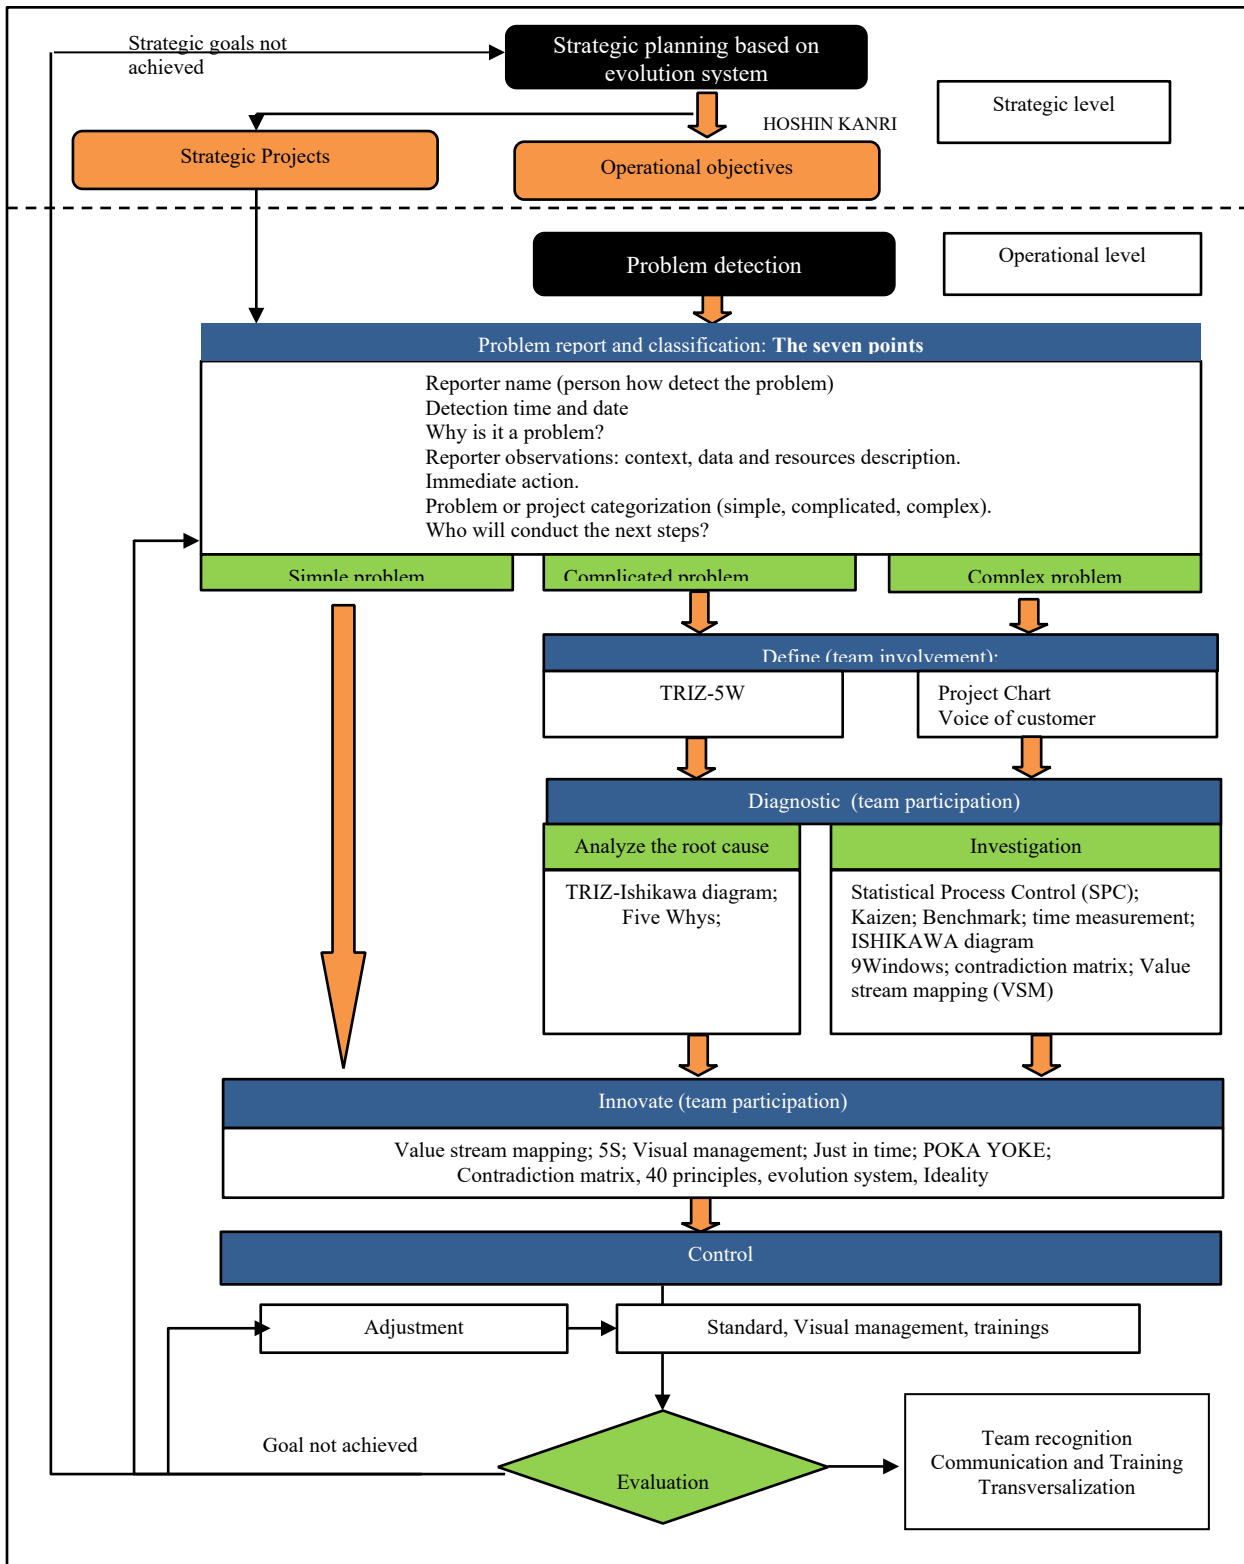 Strategic goals not
achieved
Strategic planning based on
evolution system
Strategic level
HOSHIN KANRI
Strategic Projects
Operational objectives
Problem detection
Operational level
Problem report and classification: The seven points
Reporter name (person how detect the problem)
Detection time and date
Why is it a problem?
Reporter observations: context, data and resources description.
Immediate action.
Problem or project categorization (simple, complicated, complex).
Who will conduct the next steps?
Simple problem
Complicated problem
Complex problem
Define (team involvement):
TRIZ-5W
Project Chart
Voice of customer
Diagnostic (team participation)
Analyze the root cause
Investigation
TRIZ-Ishikawa diagram;
Five Whys;
Statistical Process Control (SPC);
Kaizen; Benchmark; time measurement;
ISHIKAWA diagram
9Windows; contradiction matrix; Value
stream mapping (VSM)
Innovate (team participation)
Value stream mapping; 5S; Visual management; Just in time; POKA YOKE;
Contradiction matrix, 40 principles, evolution system, Ideality
Control
Adjustment
Standard, Visual management, trainings
Goal not achieved
Evaluation
Team recognition
Communication and Training
Transversalization